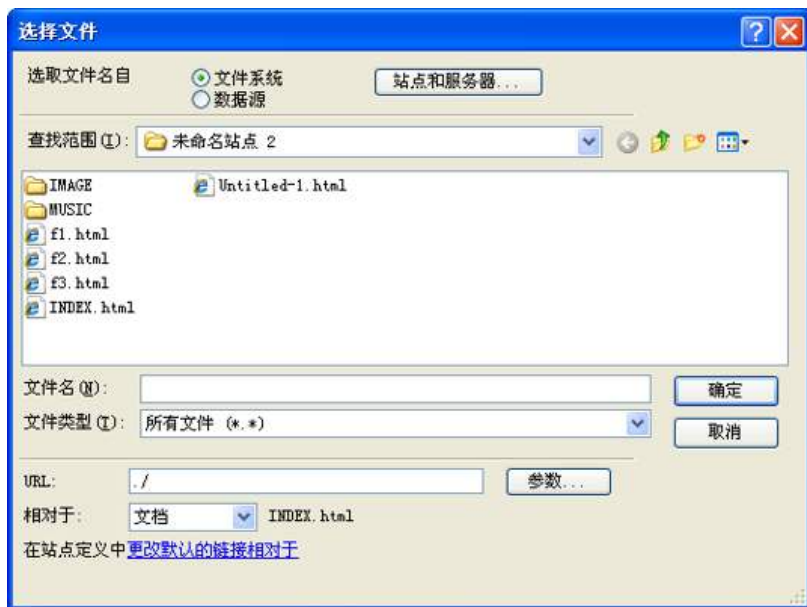 选择文件
选取文件名自
文件系统
站点和服务器...
数据源
查找范围(I):
未命名站点 2
IMAGE
Untitled-1.html
MUSIC
f1.html
f2.html
f3.html
INDEX.html
文件名(N):
确定
文件类型(T):
所有文件 (*.*)
取消
URL:
./
参数...
相对于:
文档
INDEX.html
在站点定义中更改默认的链接相对于